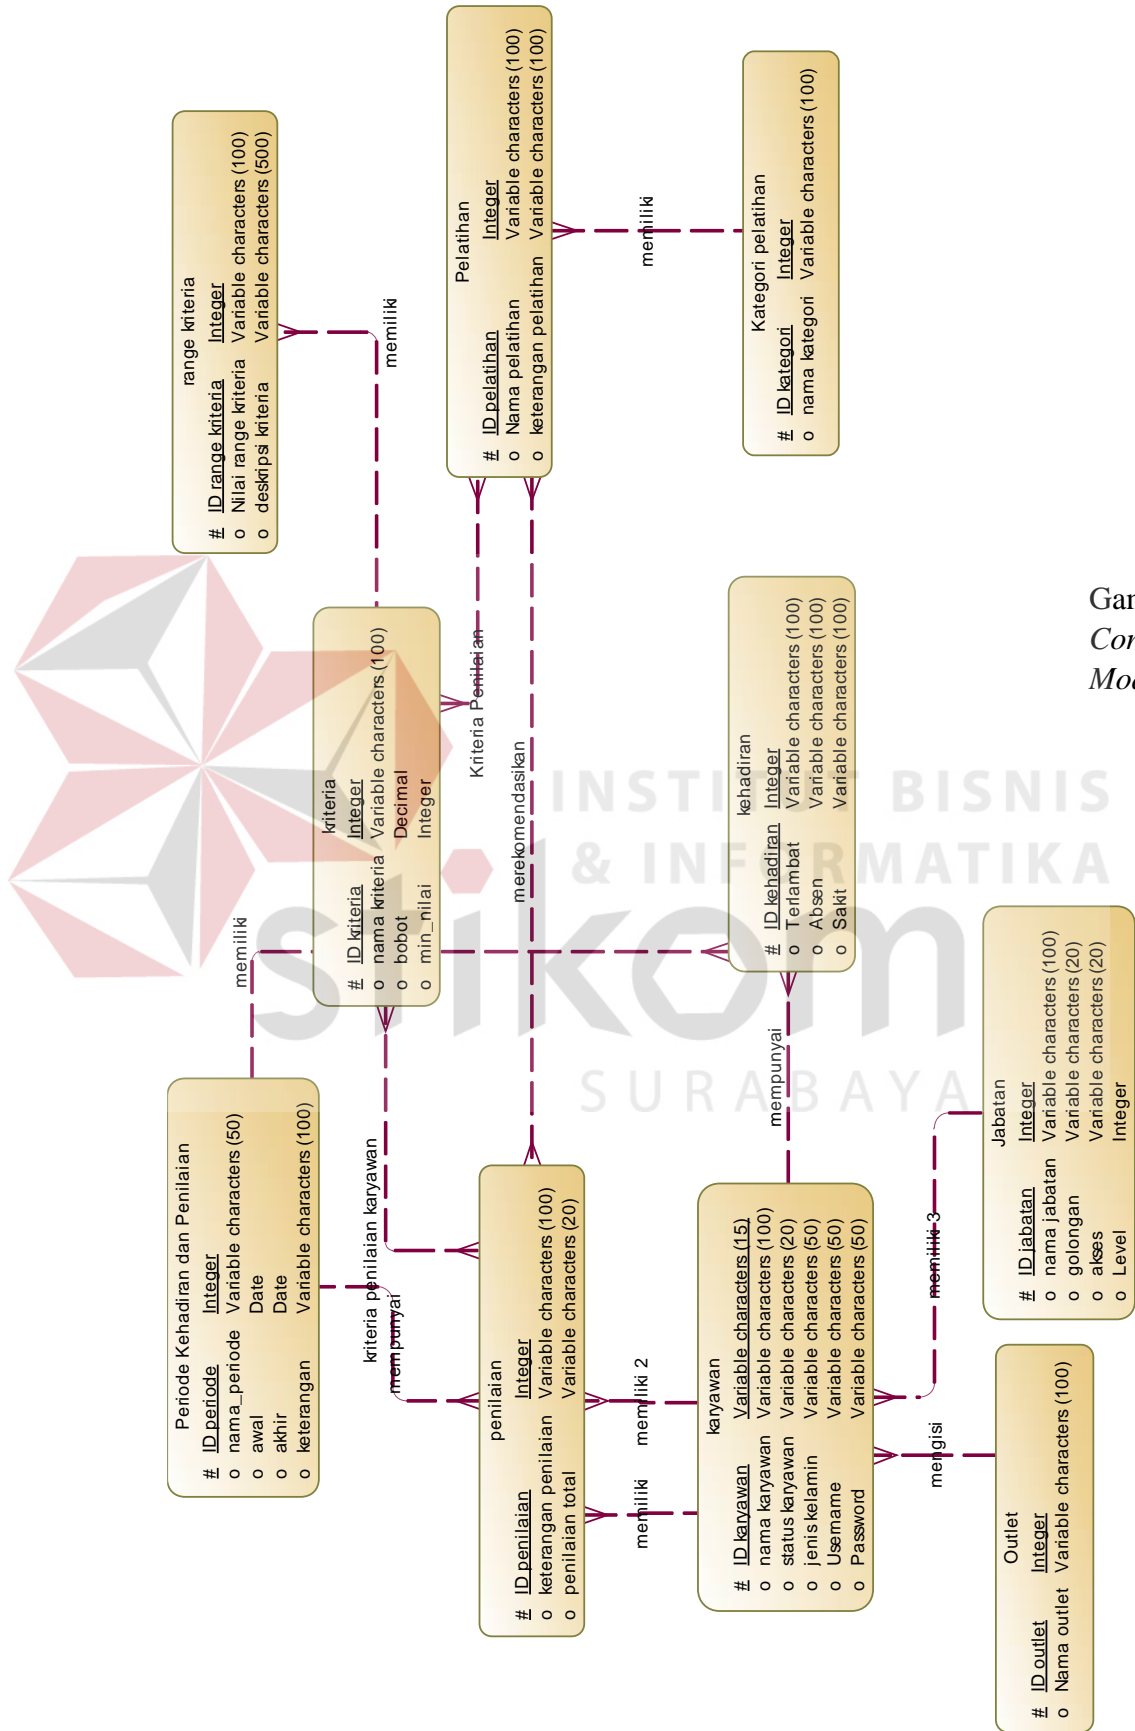 range kriteria
# ID range kriteria Integer
o Nilai range kriteria Variable characters (100)
o deskripsi kriteria Variable characters (500)
Pelatihan
# ID pelatihan Integer
o Nama pelatihan Variable characters (100)
o keterangan pelatihan Variable characters (100)
Kategori pelatihan
# ID kategori Integer
o nama kategori Variable characters (100)
memiliki
memiliki
kriteria
# ID kriteria Integer
o nama kriteria Variable characters (100)
o bobot Decimal
o min_nilai Integer
Kriteria Penilaian
merekomendasikan
kehadiran
# ID kehadiran Integer
o Terlambat Variable characters (100)
o Absen Variable characters (100)
o Sakit Variable characters (100)
memiliki
mempunyai
Periode Kehadiran dan Penilaian
# ID periode Integer
o nama_periode Variable characters (50)
o awal Date
o akhir Date
o keterangan Variable characters (100)
kriteria penilaian karyawan
mempunyai
penilaian
# ID penilaian Integer
o keterangan penilaian Variable characters (100)
o penilaian total Variable characters (20)
memiliki 2
memiliki
karyawan
# ID karyawan Variable characters (15)
o nama karyawan Variable characters (100)
o status karyawan Variable characters (20)
o jenis kelamin Variable characters (50)
o Username Variable characters (50)
o Password Variable characters (50)
memiliki 3
mengisi
Jabatan
# ID jabatan Integer
o nama jabatan Variable characters (100)
o golongan Variable characters (20)
o akses Variable characters (20)
o Level Integer
Outlet
# ID outlet Integer
o Nama outlet Variable characters (100)
INSTITUT BISNIS
& INFORMATIKA
stikom
SURABAYA